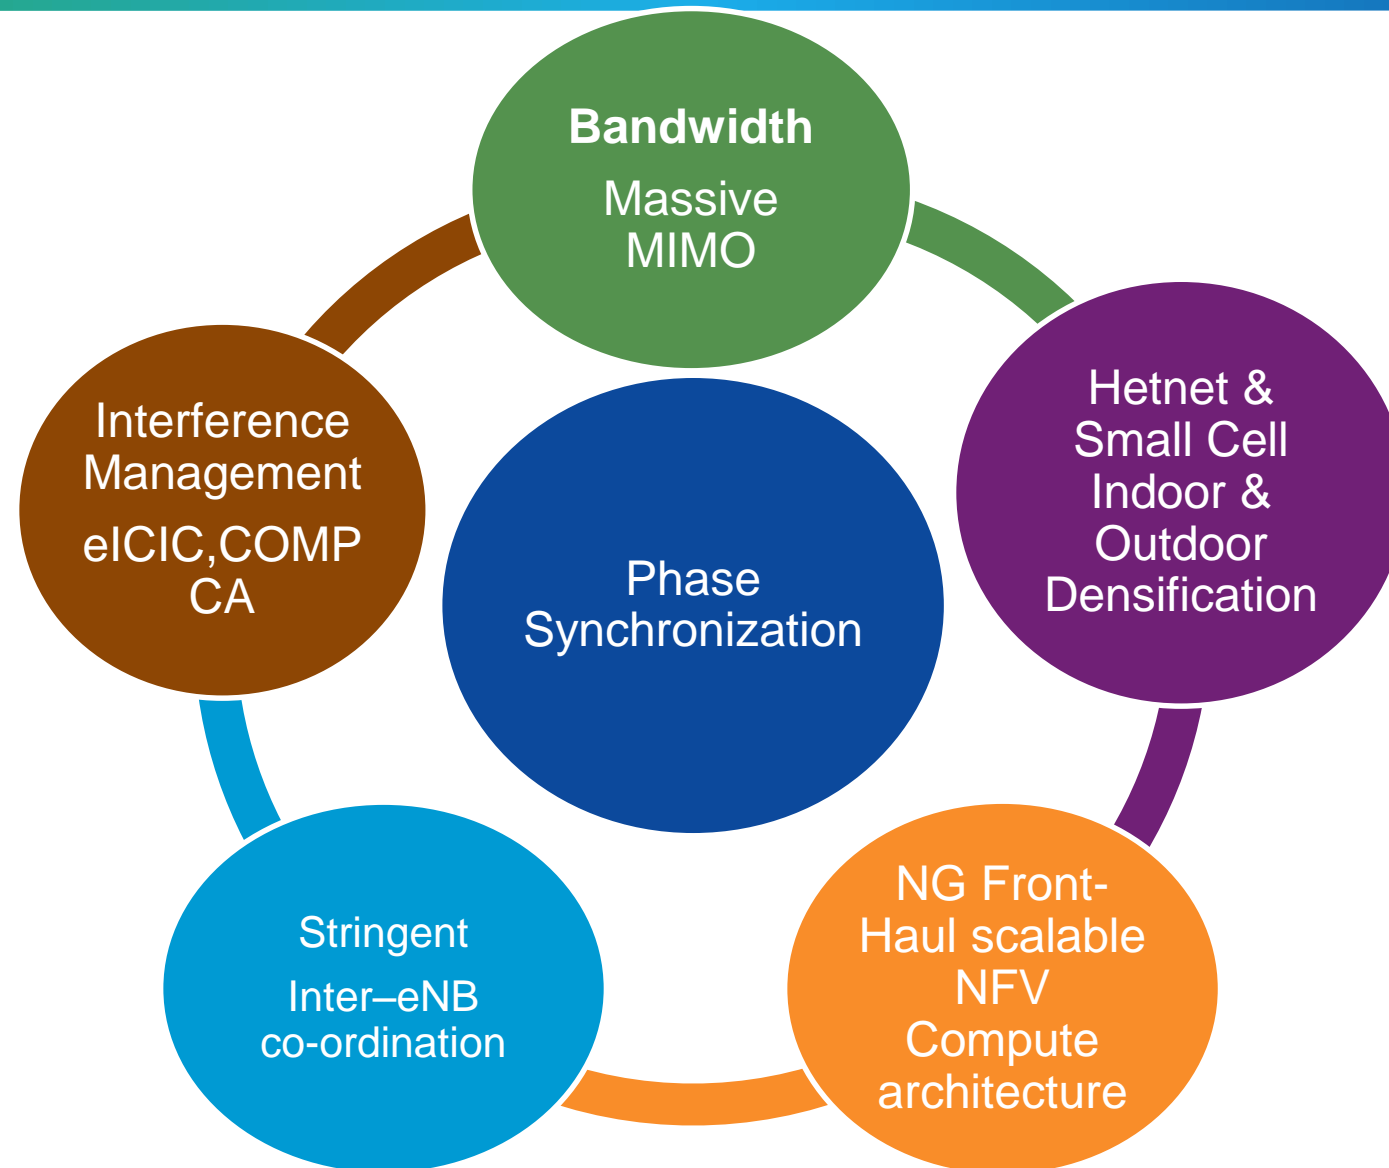 Bandwidth
Massive
MIMO
Hetnet &
Small Cell
Indoor &
Outdoor
Densification
NG Front-
Haul scalable
NFV
Compute
architecture
Stringent
Inter–eNB
co-ordination
Interference
Management
eICIC,COMP
CA
Phase
Synchronization